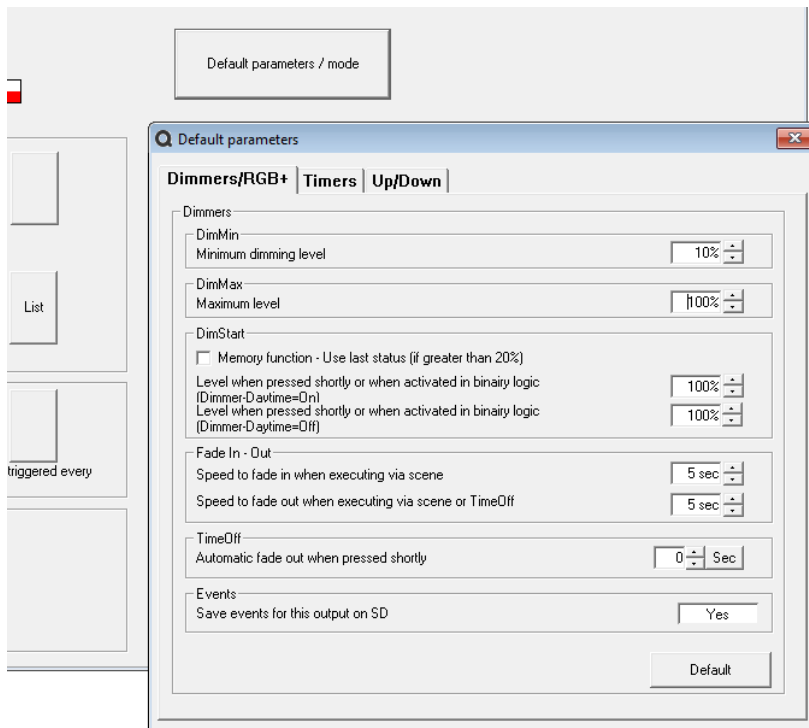 Default parameters / mode
Default parameters
Dimmers/RGB+ Timers Up/Down
Dimmers
DimMin
Minimum dimming level 10%
DimMax
Maximum level 100%
List
DimStart
Memory function - Use last status (if greater than 20%)
Level when pressed shortly or when activated in binairy logic
(Dimmer-Daytime=On) 100%
Level when pressed shortly or when activated in binairy logic
(Dimmer-Daytime=Off) 100%
Fade In - Out
triggered every
Speed to fade in when executing via scene 5 sec
Speed to fade out when executing via scene or TimeOff 5 sec
TimeOff
Automatic fade out when pressed shortly 0 Sec
Events
Save events for this output on SD Yes
Default